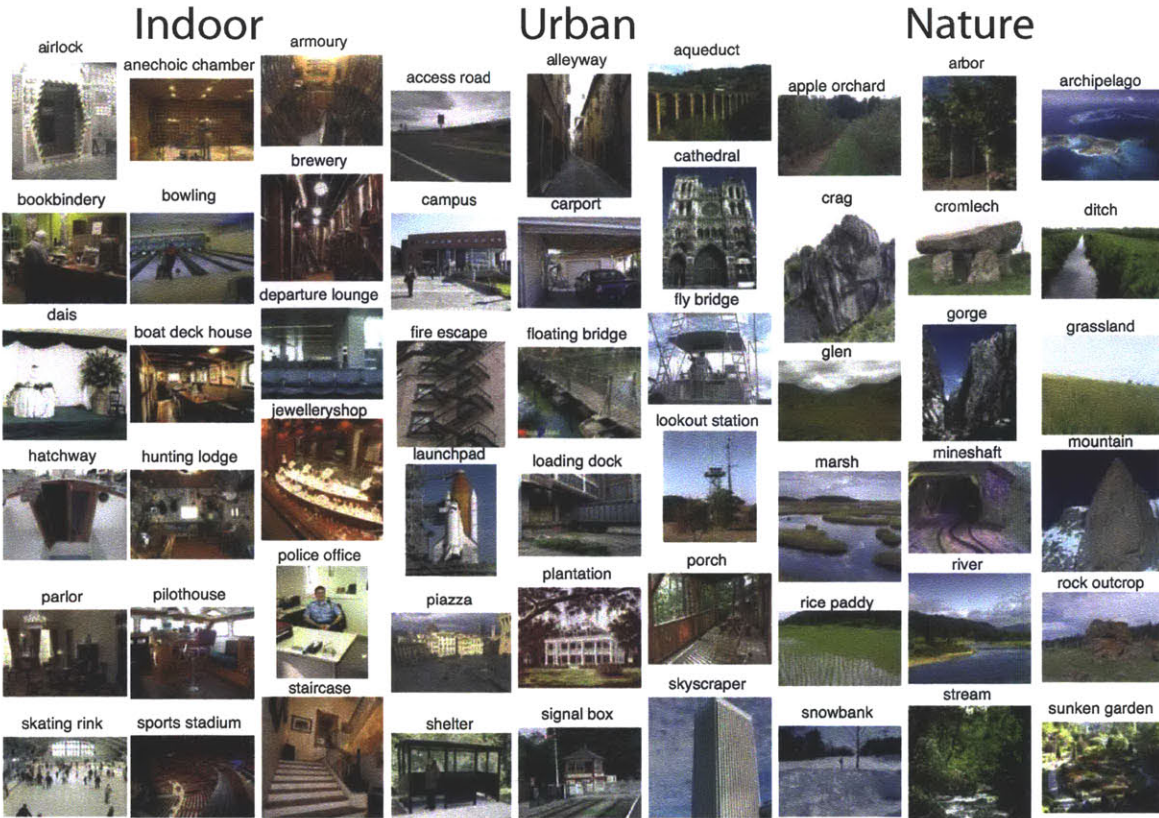 Indoor
Urban
Nature
airlock
anechoic chamber
armoury
access road
alleyway
aqueduct
apple orchard
arbor
archipelago
bookbindery
bowling
brewery
campus
carport
cathedral
crag
cromlech
ditch
dais
boat deck house
departure lounge
fire escape
floating bridge
fly bridge
glen
gorge
grassland
hatchway
hunting lodge
jewelleryshop
launchpad
loading dock
lookout station
marsh
mineshaft
mountain
parlor
pilothouse
police office
piazza
plantation
porch
rice paddy
river
rock outcrop
skating rink
sports stadium
staircase
shelter
signal box
skyscraper
snowbank
stream
sunken garden